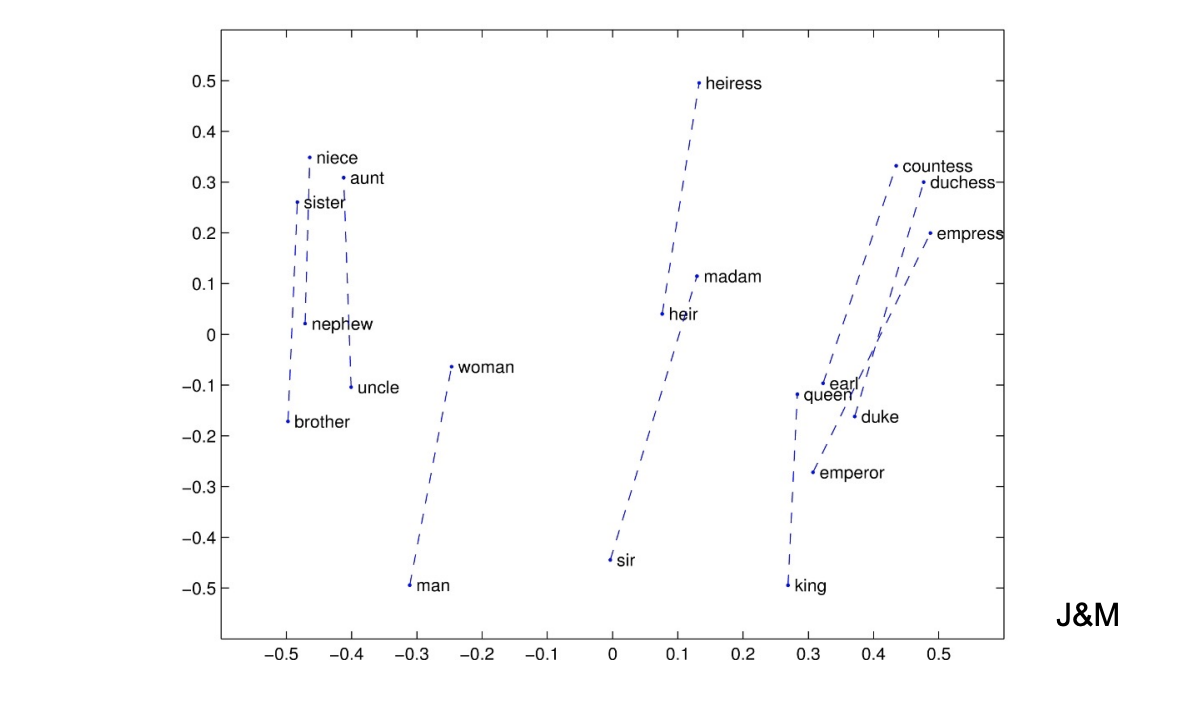 heiress
0.5
0.4
niece
countess
aunt
0.3
duchess
sister
empress
0.2
madam
0.1
heir
nephew
0
woman
earl
uncle
−0.1
queen
brother
duke
−0.2
emperor
−0.3
−0.4
sir
man
king
−0.5
J&M
−0.5 −0.4 −0.3 −0.2 −0.1 0 0.1 0.2 0.3 0.4 0.5